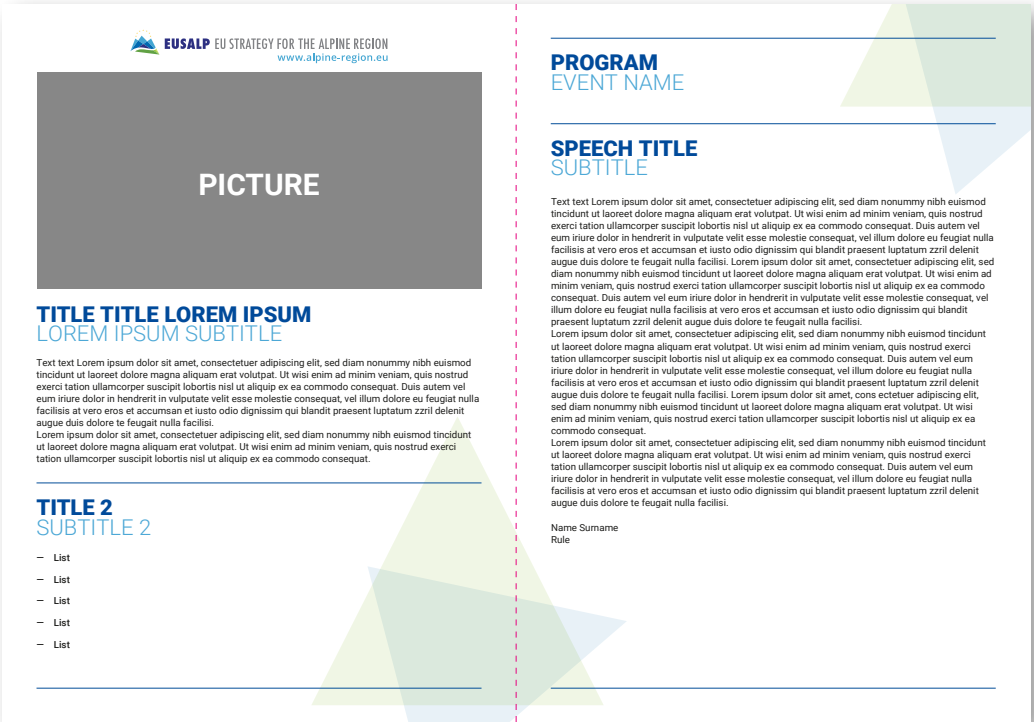 EUSALP EU STRATEGY FOR THE ALPINE REGION
www.alpine-region.eu
PICTURE
TITLE TITLE LOREM IPSUM
LOREM IPSUM SUBTITLE
Text text Lorem ipsum dolor sit amet, consectetuer adipiscing elit, sed diam nonummy nibh euismod
tincidunt ut laoreet dolore magna aliquam erat volutpat. Ut wisi enim ad minim veniam, quis nostrud
exerci tation ullamcorper suscipit lobortis nisl ut aliquip ex ea commodo consequat. Duis autem vel
eum iriure dolor in hendrerit in vulputate velit esse molestie consequat, vel illum dolore eu feugiat nulla
facilisis at vero eros et accumsan et iusto odio dignissim qui blandit praesent luptatum zzril delenit
augue duis dolore te feugait nulla facilisi.
Lorem ipsum dolor sit amet, consectetuer adipiscing elit, sed diam nonummy nibh euismod tincidunt
ut laoreet dolore magna aliquam erat volutpat. Ut wisi enim ad minim veniam, quis nostrud exerci
tation ullamcorper suscipit lobortis nisl ut aliquip ex ea commodo consequat.
TITLE 2
SUBTITLE 2
– List
– List
– List
– List
– List
PROGRAM
EVENT NAME
SPEECH TITLE
SUBTITLE
Text text Lorem ipsum dolor sit amet, consectetuer adipiscing elit, sed diam nonummy nibh euismod
tincidunt ut laoreet dolore magna aliquam erat volutpat. Ut wisi enim ad minim veniam, quis nostrud
exerci tation ullamcorper suscipit lobortis nisl ut aliquip ex ea commodo consequat. Duis autem vel
eum iriure dolor in hendrerit in vulputate velit esse molestie consequat, vel illum dolore eu feugiat nulla
facilisis at vero eros et accumsan et iusto odio dignissim qui blandit praesent luptatum zzril delenit
augue duis dolore te feugait nulla facilisi. Lorem ipsum dolor sit amet, consectetuer adipiscing elit, sed
diam nonummy nibh euismod tincidunt ut laoreet dolore magna aliquam erat volutpat. Ut wisi enim ad
minim veniam, quis nostrud exerci tation ullamcorper suscipit lobortis nisl ut aliquip ex ea commodo
consequat. Duis autem vel eum iriure dolor in hendrerit in vulputate velit esse molestie consequat, vel
illum dolore eu feugiat nulla facilisis at vero eros et accumsan et iusto odio dignissim qui blandit
praesent luptatum zzril delenit augue duis dolore te feugait nulla facilisi.
Lorem ipsum dolor sit amet, consectetuer adipiscing elit, sed diam nonummy nibh euismod tincidunt
ut laoreet dolore magna aliquam erat volutpat. Ut wisi enim ad minim veniam, quis nostrud exerci
tation ullamcorper suscipit lobortis nisl ut aliquip ex ea commodo consequat. Duis autem vel eum
iriure dolor in hendrerit in vulputate velit esse molestie consequat, vel illum dolore eu feugiat nulla
facilisis at vero eros et accumsan et iusto odio dignissim qui blandit praesent luptatum zzril delenit
augue duis dolore te feugait nulla facilisi. Lorem ipsum dolor sit amet, cons ectetuer adipiscing elit,
sed diam nonummy nibh euismod tincidunt ut laoreet dolore magna aliquam erat volutpat. Ut wisi
enim ad minim veniam, quis nostrud exerci tation ullamcorper suscipit lobortis nisl ut aliquip ex ea
commodo consequat.
Lorem ipsum dolor sit amet, consectetuer adipiscing elit, sed diam nonummy nibh euismod tincidunt
ut laoreet dolore magna aliquam erat volutpat. Ut wisi enim ad minim veniam, quis nostrud exerci
tation ullamcorper suscipit lobortis nisl ut aliquip ex ea commodo consequat. Duis autem vel eum
iriure dolor in hendrerit in vulputate velit esse molestie consequat, vel illum dolore eu feugiat nulla
facilisis at vero eros et accumsan et iusto odio dignissim qui blandit praesent luptatum zzril delenit
augue duis dolore te feugait nulla facilisi.
Name Surname
Rule